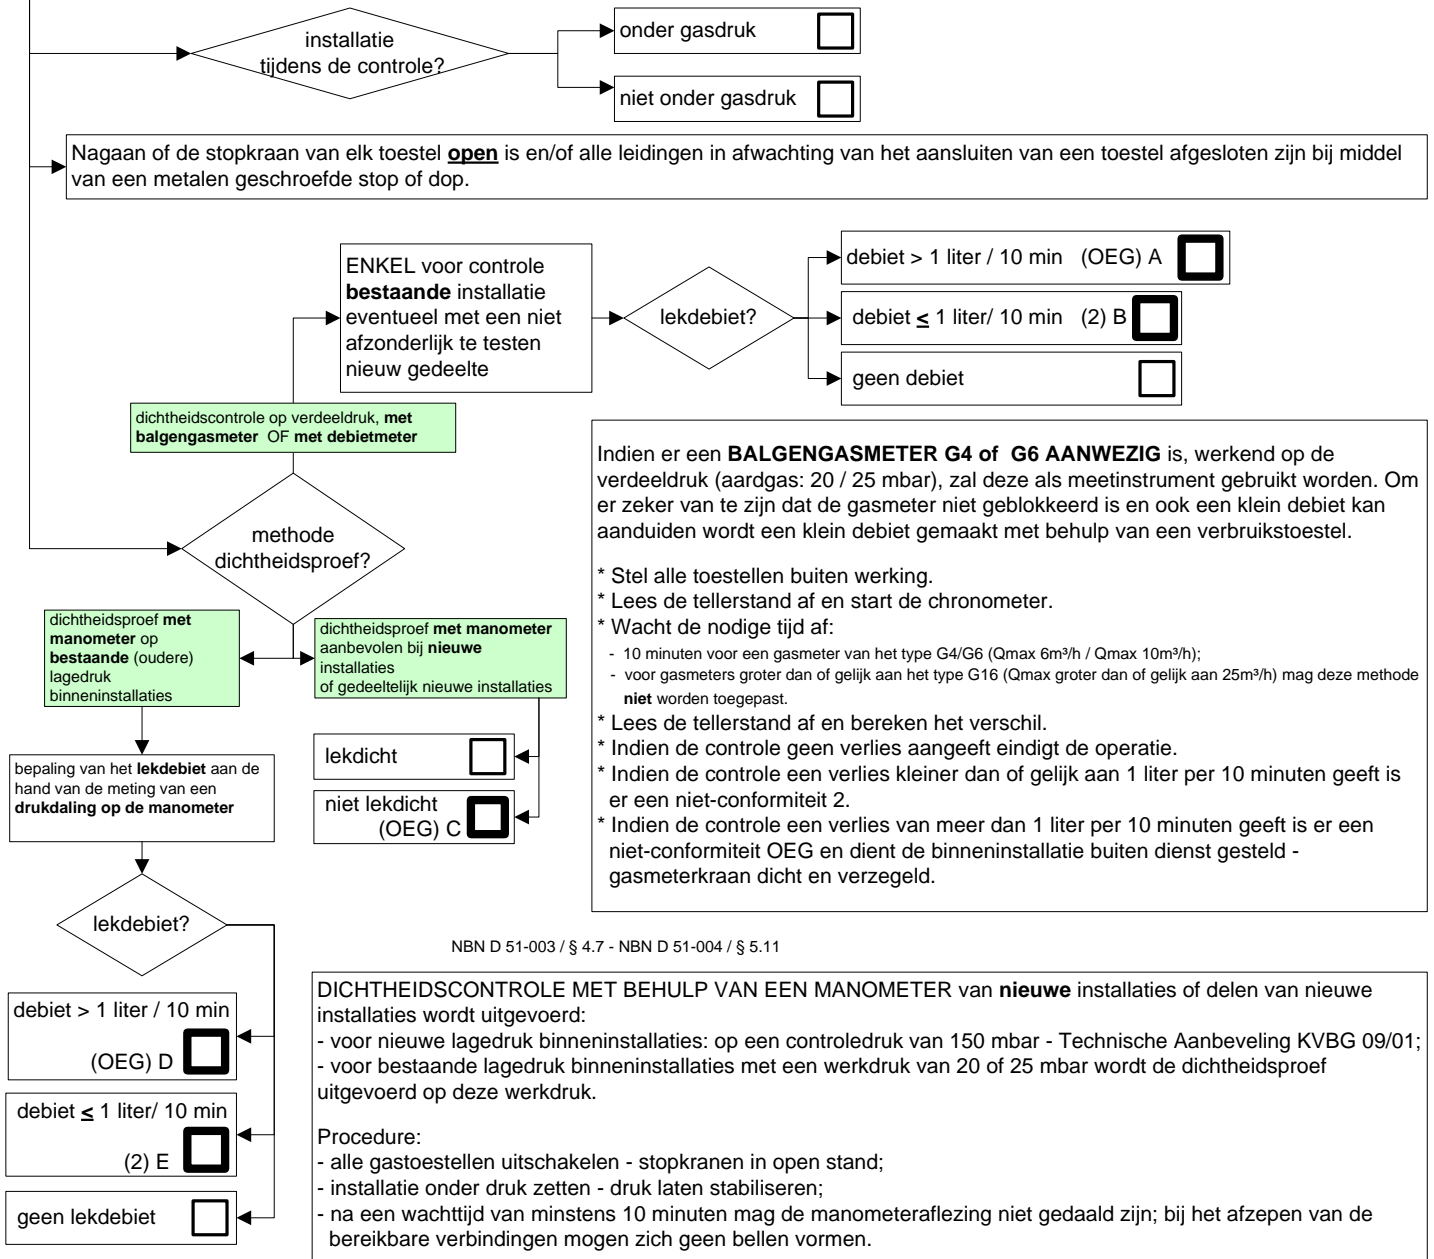 installatie
tijdens de controle?
onder gasdruk
niet onder gasdruk
Nagaan of de stopkraan van elk toestel open is en/of alle leidingen in afwachting van het aansluiten van een toestel afgesloten zijn bij middel
van een metalen geschroefde stop of dop.
ENKEL voor controle
bestaande installatie
eventueel met een niet
afzonderlijk te testen
nieuw gedeelte
lekdebiet?
debiet > 1 liter / 10 min (OEG) A
debiet ≤ 1 liter/ 10 min (2) B
geen debiet
dichtheidscontrole op verdeeldruk, met
balgengasmeter OF met debietmeter
methode
dichtheidsproef?
Indien er een BALGENGASMETER G4 of G6 AANWEZIG is, werkend op de
verdeeldruk (aardgas: 20 / 25 mbar), zal deze als meetinstrument gebruikt worden. Om
er zeker van te zijn dat de gasmeter niet geblokkeerd is en ook een klein debiet kan
aanduiden wordt een klein debiet gemaakt met behulp van een verbruikstoestel.
* Stel alle toestellen buiten werking.
* Lees de tellerstand af en start de chronometer.
* Wacht de nodige tijd af:
- 10 minuten voor een gasmeter van het type G4/G6 (Qmax 6m³/h / Qmax 10m³/h);
- voor gasmeters groter dan of gelijk aan het type G16 (Qmax groter dan of gelijk aan 25m³/h) mag deze methode
niet worden toegepast.
* Lees de tellerstand af en bereken het verschil.
* Indien de controle geen verlies aangeeft eindigt de operatie.
* Indien de controle een verlies kleiner dan of gelijk aan 1 liter per 10 minuten geeft is
er een niet-conformiteit 2.
* Indien de controle een verlies van meer dan 1 liter per 10 minuten geeft is er een
niet-conformiteit OEG en dient de binneninstallatie buiten dienst gesteld -
gasmeterkraan dicht en verzegeld.
dichtheidsproef met
manometer op
bestaande (oudere)
lagedruk
binneninstallaties
dichtheidsproef met manometer
aanbevolen bij nieuwe
installaties
of gedeeltelijk nieuwe installaties
lekdicht
niet lekdicht
(OEG) C
bepaling van het lekdebiet aan de
hand van de meting van een
drukdaling op de manometer
lekdebiet?
NBN D 51-003 / § 4.7 - NBN D 51-004 / § 5.11
debiet > 1 liter / 10 min
(OEG) D
debiet ≤ 1 liter/ 10 min
(2) E
geen lekdebiet
DICHTHEIDSCONTROLE MET BEHULP VAN EEN MANOMETER van nieuwe installaties of delen van nieuwe
installaties wordt uitgevoerd:
- voor nieuwe lagedruk binneninstallaties: op een controledruk van 150 mbar - Technische Aanbeveling KVBG 09/01;
- voor bestaande lagedruk binneninstallaties met een werkdruk van 20 of 25 mbar wordt de dichtheidsproef
uitgevoerd op deze werkdruk.
Procedure:
- alle gastoestellen uitschakelen - stopkranen in open stand;
- installatie onder druk zetten - druk laten stabiliseren;
- na een wachttijd van minstens 10 minuten mag de manometeraflezing niet gedaald zijn; bij het afzepen van de
bereikbare verbindingen mogen zich geen bellen vormen.